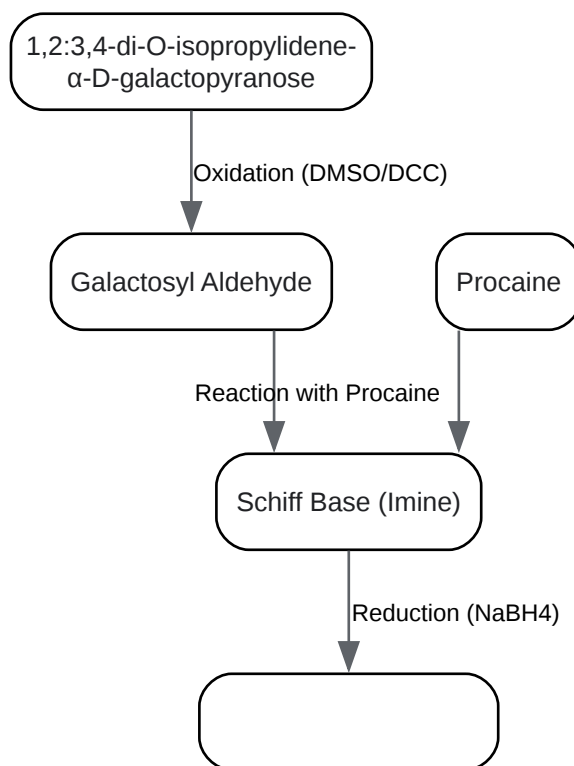 1,2:3,4-di-O-isopropylidene-
α-D-galactopyranose
Oxidation (DMSO/DCC)
Galactosyl Aldehyde
Procaine
Reaction with Procaine
Schiff Base (Imine)
Reduction (NaBH4)